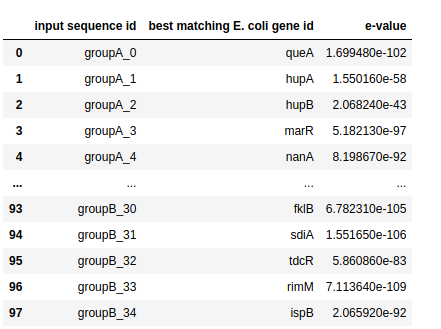 input sequence id best matching E. coli gene id e-value
0 groupA_0 queA 1.699480e-102
1 groupA_1 hupA 1.550160e-58
2 groupA_2 hupB 2.068240e-43
3 groupA_3 marR 5.182130e-97
4 groupA_4 nanA 8.198670e-92
... ... ... ...
93 groupB_30 fklB 6.782310e-105
94 groupB_31 sdiA 1.551650e-106
95 groupB_32 tdcR 5.860860e-83
96 groupB_33 rimM 7.113640e-109
97 groupB_34 ispB 2.065920e-92